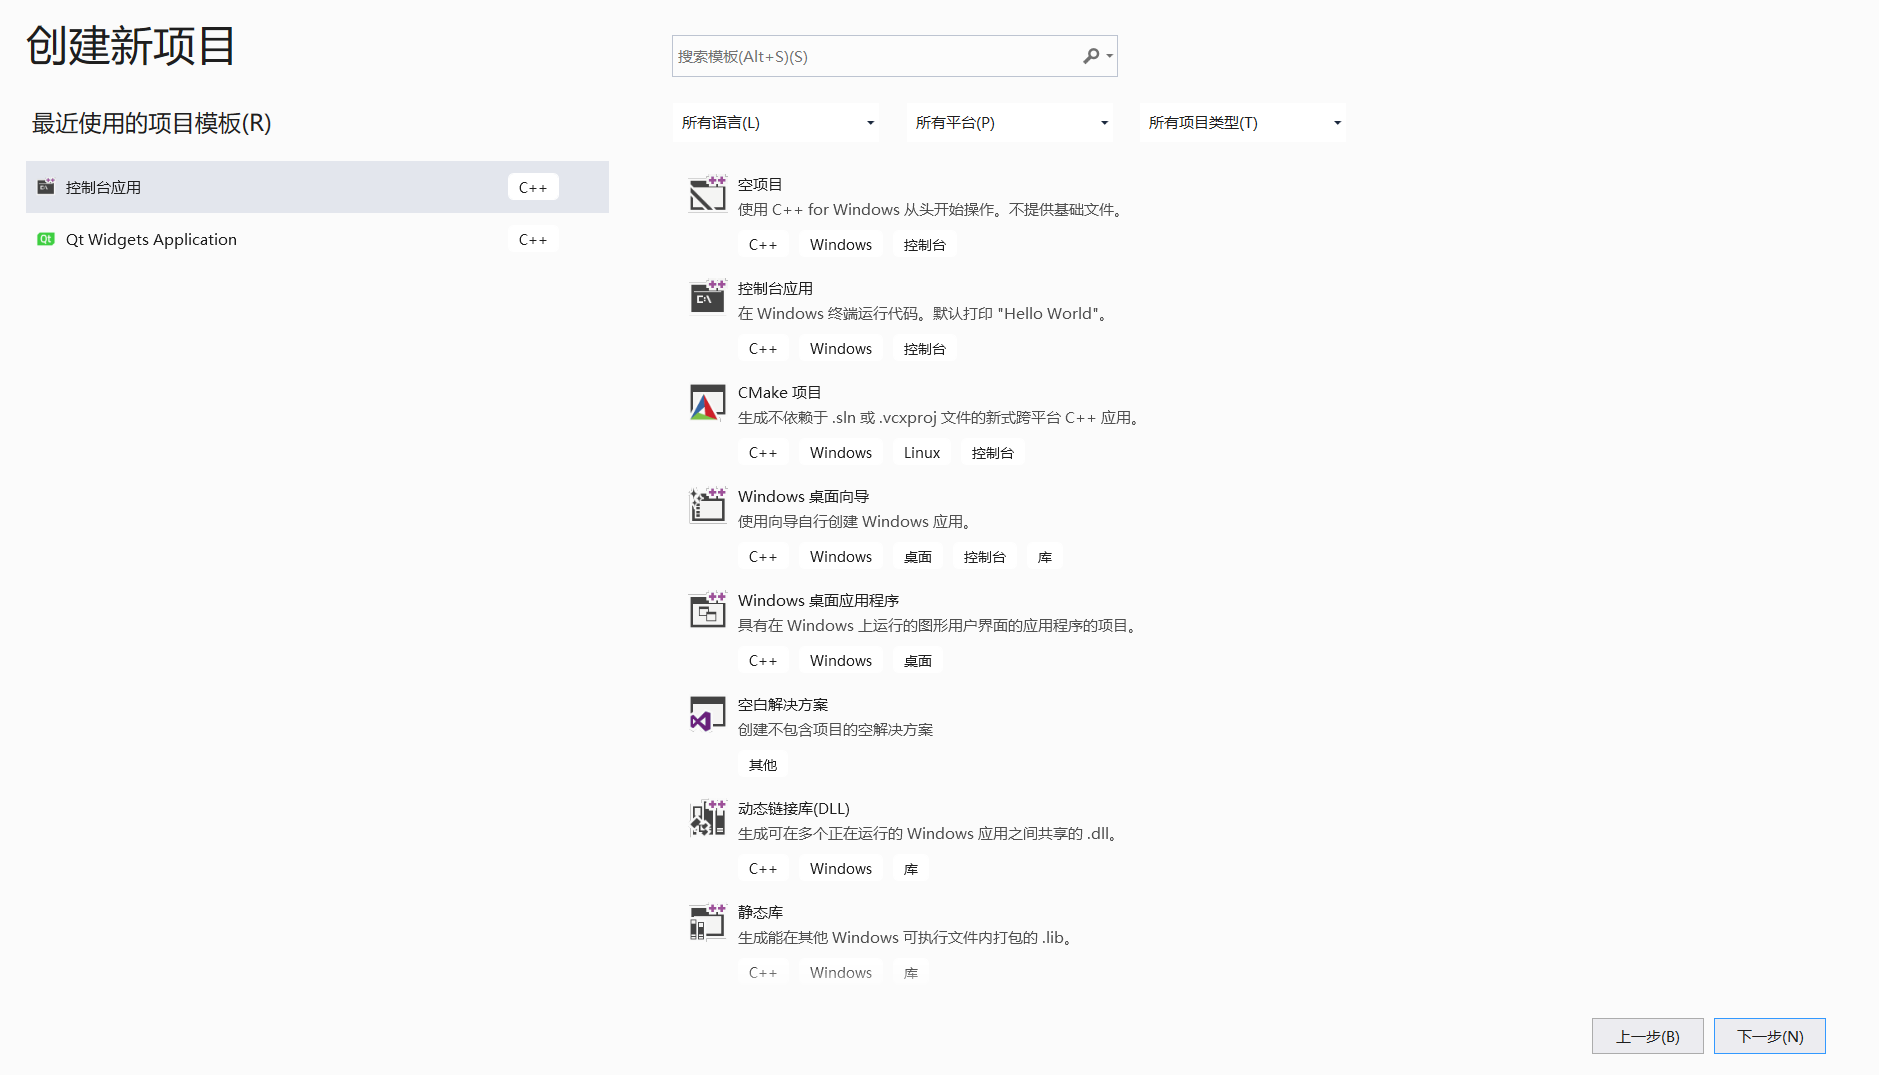 创建新项目
最近使用的项目模板(R)
控制台应用 C++
Qt Widgets Application C++
搜索模板(Alt+S)(S)
所有语言(L) 所有平台(P) 所有项目类型(T)
空项目
使用 C++ for Windows 从头开始操作。不提供基础文件。
C++ Windows 控制台
控制台应用
在 Windows 终端运行代码。默认打印 "Hello World"。
C++ Windows 控制台
CMake 项目
生成不依赖于 .sln 或 .vcxproj 文件的新式跨平台 C++ 应用。
C++ Windows Linux 控制台
Windows 桌面向导
使用向导自行创建 Windows 应用。
C++ Windows 桌面 控制台 库
Windows 桌面应用程序
具有在 Windows 上运行的图形用户界面的应用程序的项目。
C++ Windows 桌面
空白解决方案
创建不包含项目的空解决方案
其他
动态链接库(DLL)
生成可在多个正在运行的 Windows 应用之间共享的 .dll。
C++ Windows 库
静态库
生成能在其他 Windows 可执行文件内打包的 .lib。
C++ Windows 库
上一步(B) 下一步(N)